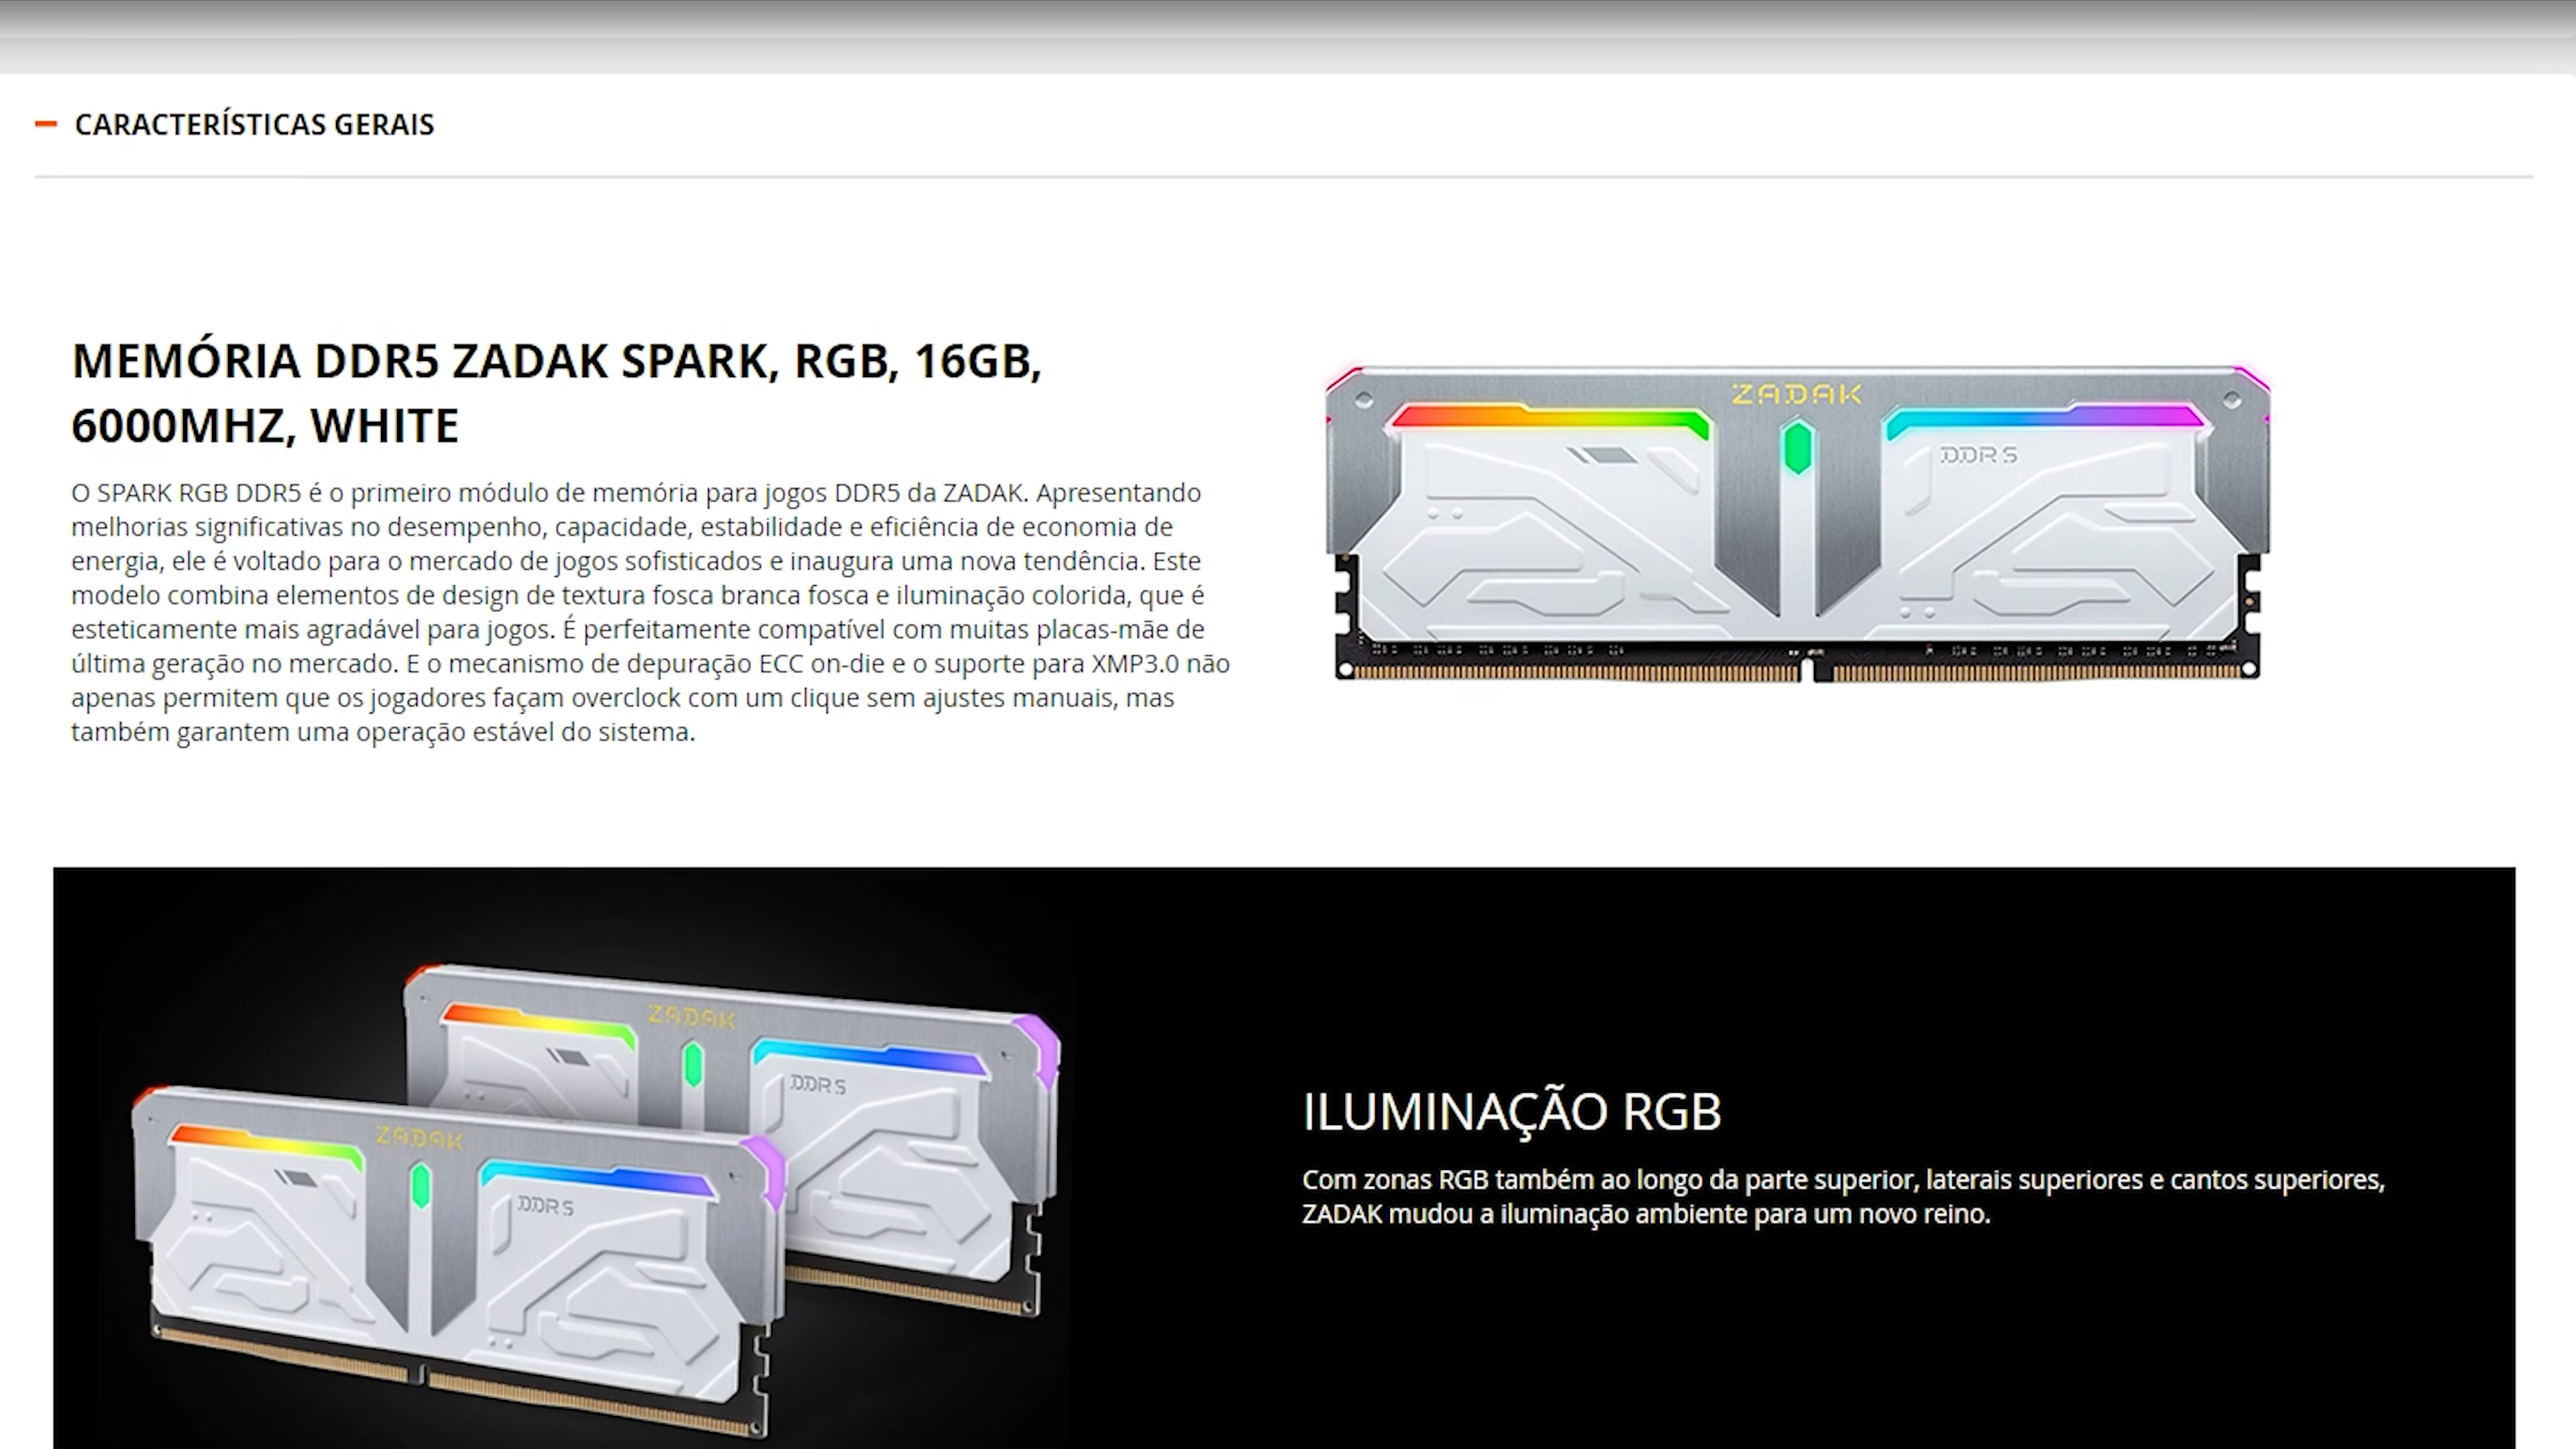 CARACTERÍSTICAS GERAIS
MEMÓRIA DDR5 ZADAK SPARK, RGB, 16GB,
6000MHZ, WHITE
O SPARK RGB DDR5 é o primeiro módulo de memória para jogos DDR5 da ZADAK. Apresentando
melhorias significativas no desempenho, capacidade, estabilidade e eficiência de economia de
energia, ele é voltado para o mercado de jogos sofisticados e inaugura uma nova tendência. Este
modelo combina elementos de design de textura fosca branca fosca e iluminação colorida, que é
esteticamente mais agradável para jogos. É perfeitamente compatível com muitas placas-mãe de
última geração no mercado. E o mecanismo de depuração ECC on-die e o suporte para XMP3.0 não
apenas permitem que os jogadores façam overclock com um clique sem ajustes manuais, mas
também garantem uma operação estável do sistema.
ZADAK
DDR5
ZADAK
DDR5
ZADAK
DDR5
ILUMINAÇÃO RGB
Com zonas RGB também ao longo da parte superior, laterais superiores e cantos superiores,
ZADAK mudou a iluminação ambiente para um novo reino.